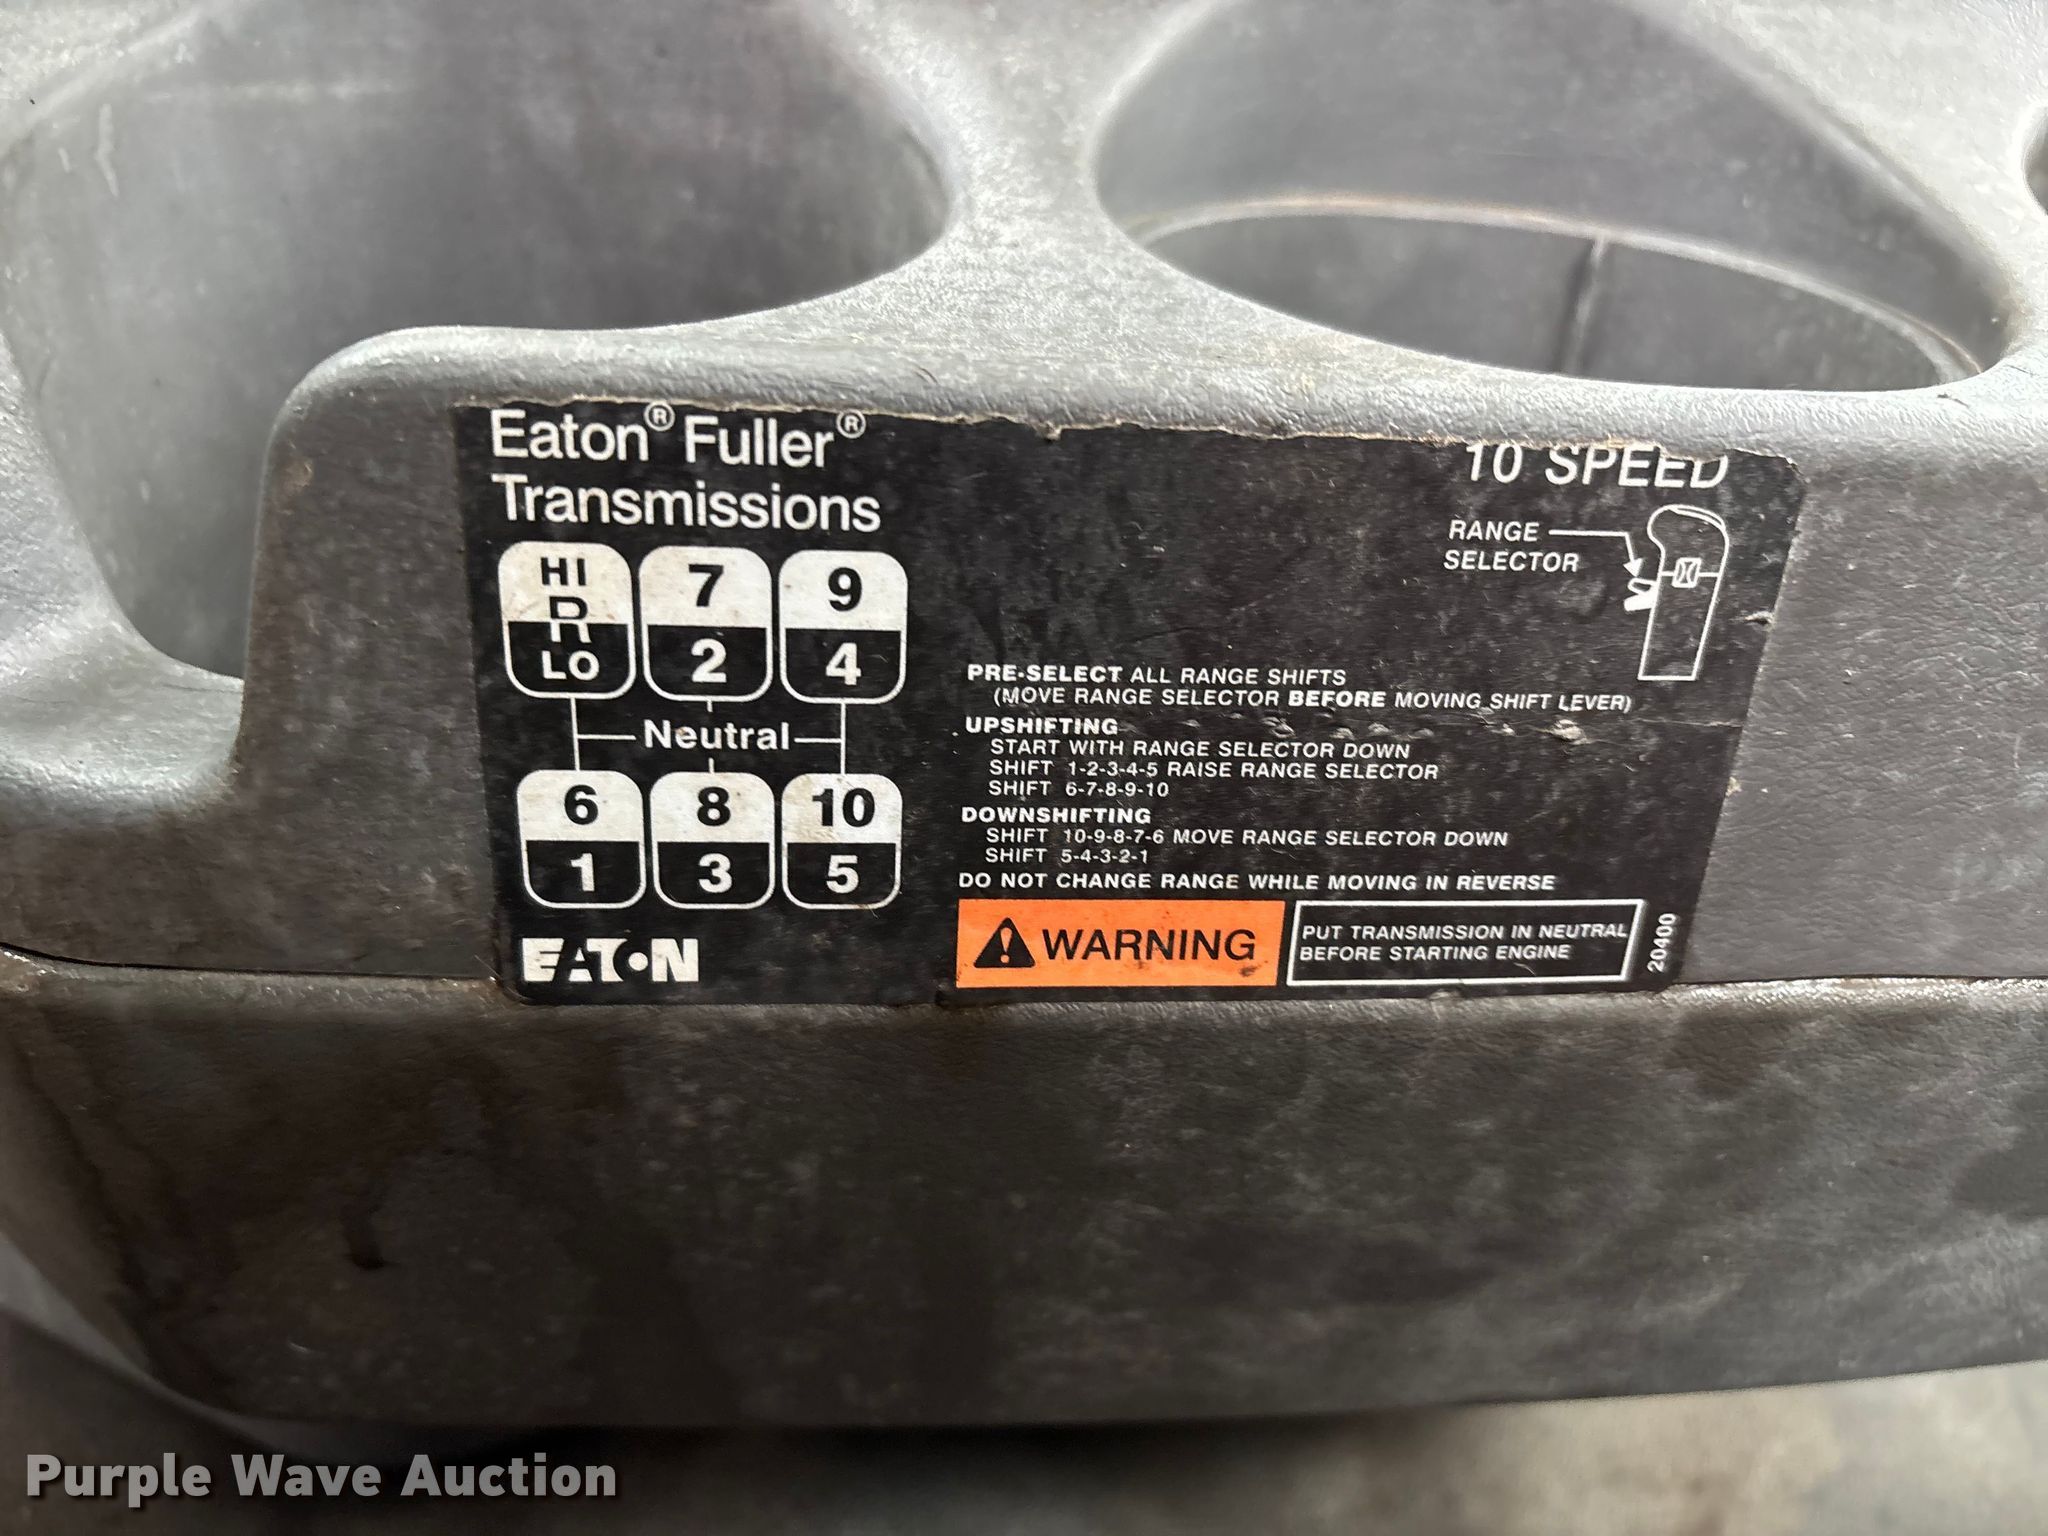 Eaton® Fuller®
Transmissions
HI
R
LO
7
2
9
4
Neutral
6
1
8
3
10
5
EATON
10 SPEED
RANGE
SELECTOR
PRE-SELECT ALL RANGE SHIFTS
(MOVE RANGE SELECTOR BEFORE MOVING SHIFT LEVER)
UPSHIFTING
START WITH RANGE SELECTOR DOWN
SHIFT 1-2-3-4-5 RAISE RANGE SELECTOR
SHIFT 6-7-8-9-10
DOWNSHIFTING
SHIFT 10-9-8-7-6 MOVE RANGE SELECTOR DOWN
SHIFT 5-4-3-2-1
DO NOT CHANGE RANGE WHILE MOVING IN REVERSE
WARNING
PUT TRANSMISSION IN NEUTRAL
BEFORE STARTING ENGINE
20400
Purple Wave Auction